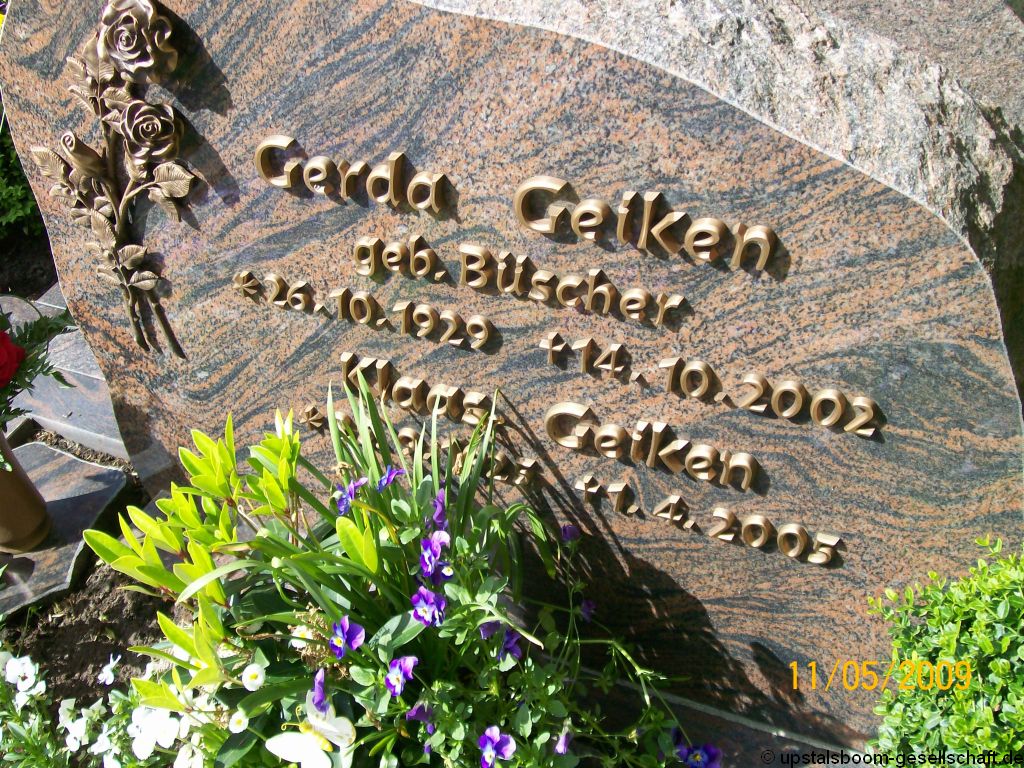 Gerda Geiken
geb. Büscher
*26.10.1929 †14.10.2002
Klaas Geiken
* †1.4.2005
11/05/2009
© upstalsboom-gesellschaft.de